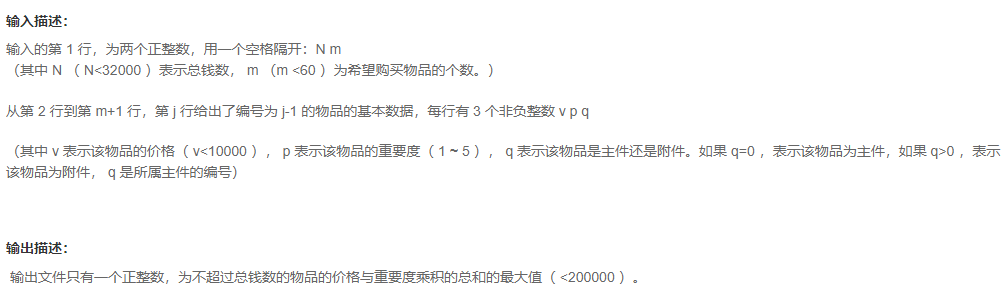 输入描述：
输入的第 1 行，为两个正整数，用一个空格隔开：N m
（其中 N （ N<32000 ）表示总钱数， m （m <60 ）为希望购买物品的个数。）
从第 2 行到第 m+1 行，第 j 行给出了编号为 j-1 的物品的基本数据，每行有 3 个非负整数 v p q
（其中 v 表示该物品的价格（ v<10000 ）， p 表示该物品的重要度（ 1 ~ 5 ）， q 表示该物品是主件还是附件。如果 q=0 ，表示该物品为主件，如果 q>0 ，表示
该物品为附件， q 是所属主件的编号）
输出描述：
输出文件只有一个正整数，为不超过总钱数的物品的价格与重要度乘积的总和的最大值（ <200000 ）。